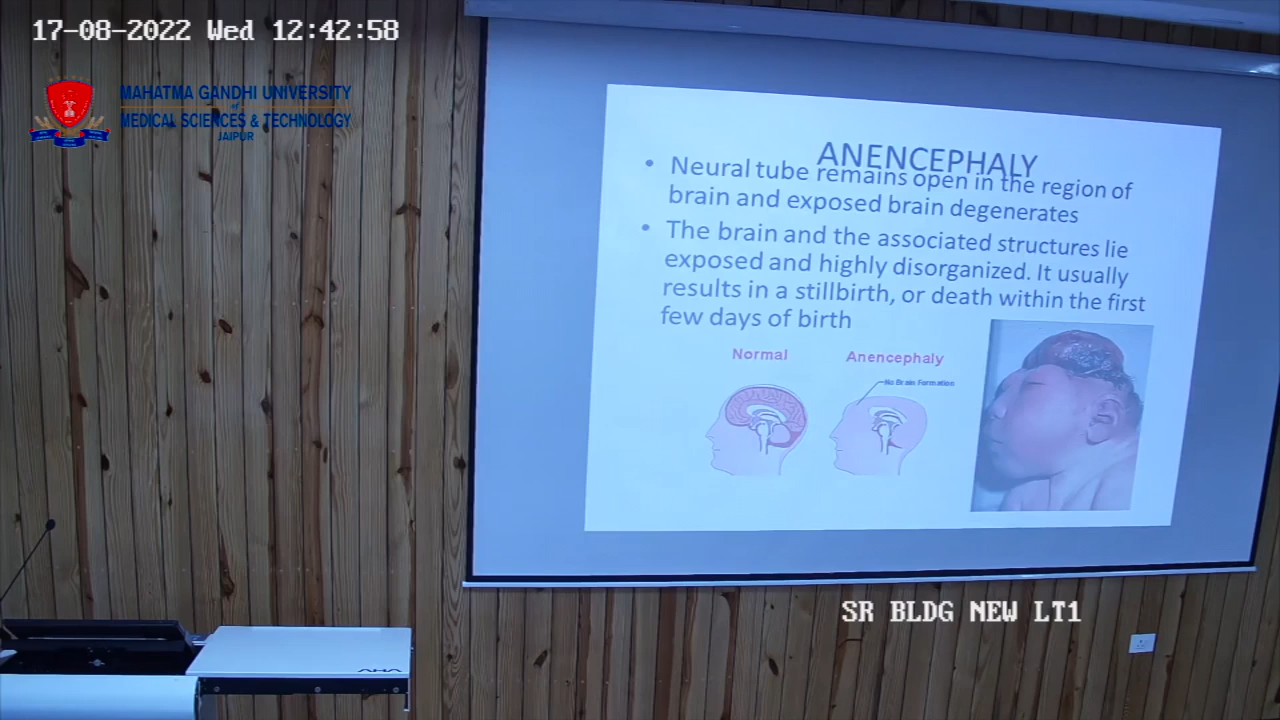 17-08-2022 Wed 12:42:58
MAHATMA GANDHI UNIVERSITY
of
MEDICAL SCIENCES & TECHNOLOGY
JAIPUR
ANENCEPHALY
• Neural tube remains open in the region of
brain and exposed brain degenerates
• The brain and the associated structures lie
exposed and highly disorganized. It usually
results in a stillbirth, or death within the first
few days of birth
Normal
Anencephaly
No Brain Formation
SR BLDG NEW LT1
AHA